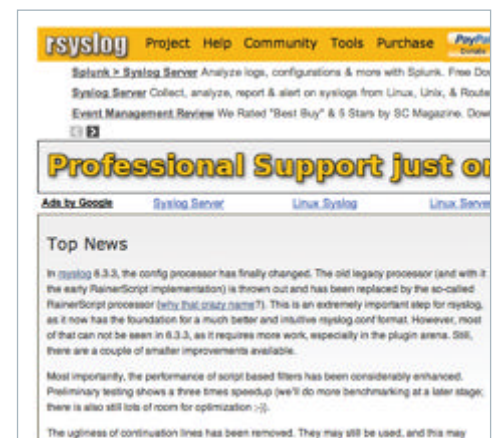 rsyslog Project Help Community Tools Purchase PayPal Donate
Splunk > Syslog Server Analyze logs, configurations & more with Splunk. Free Do
Syslog Server Collect, analyze, report & alert on syslogs from Linux, Unix, & Route
Event Management Review We Rated "Best Buy" & 5 Stars by SC Magazine. Dow
Professional Support just o
Ads by Google Syslog Server Linux Syslog Linux Server
Top News
In rsyslog 6.3.3, the config processor has finally changed. The old legacy processor (and with it
the early RainerScript implementation) is thrown out and has been replaced by the so-called
RainerScript processor (why that crazy name?). This is an extremely important step for rsyslog,
as it now has the foundation for a much better and intuitive rsyslog.conf format. However, most
of that can not be seen in 6.3.3, as it requires more work, especially in the plugin arena. Still,
there are a couple of smaller improvements available.
Most importantly, the performance of script based filters has been considerably enhanced.
Preliminary testing shows a three times speedup (we'll do more benchmarking at a later stage;
there is also still lots of room for optimization ;-)).
The ugliness of continuation lines has been removed. They may still be used, and this may